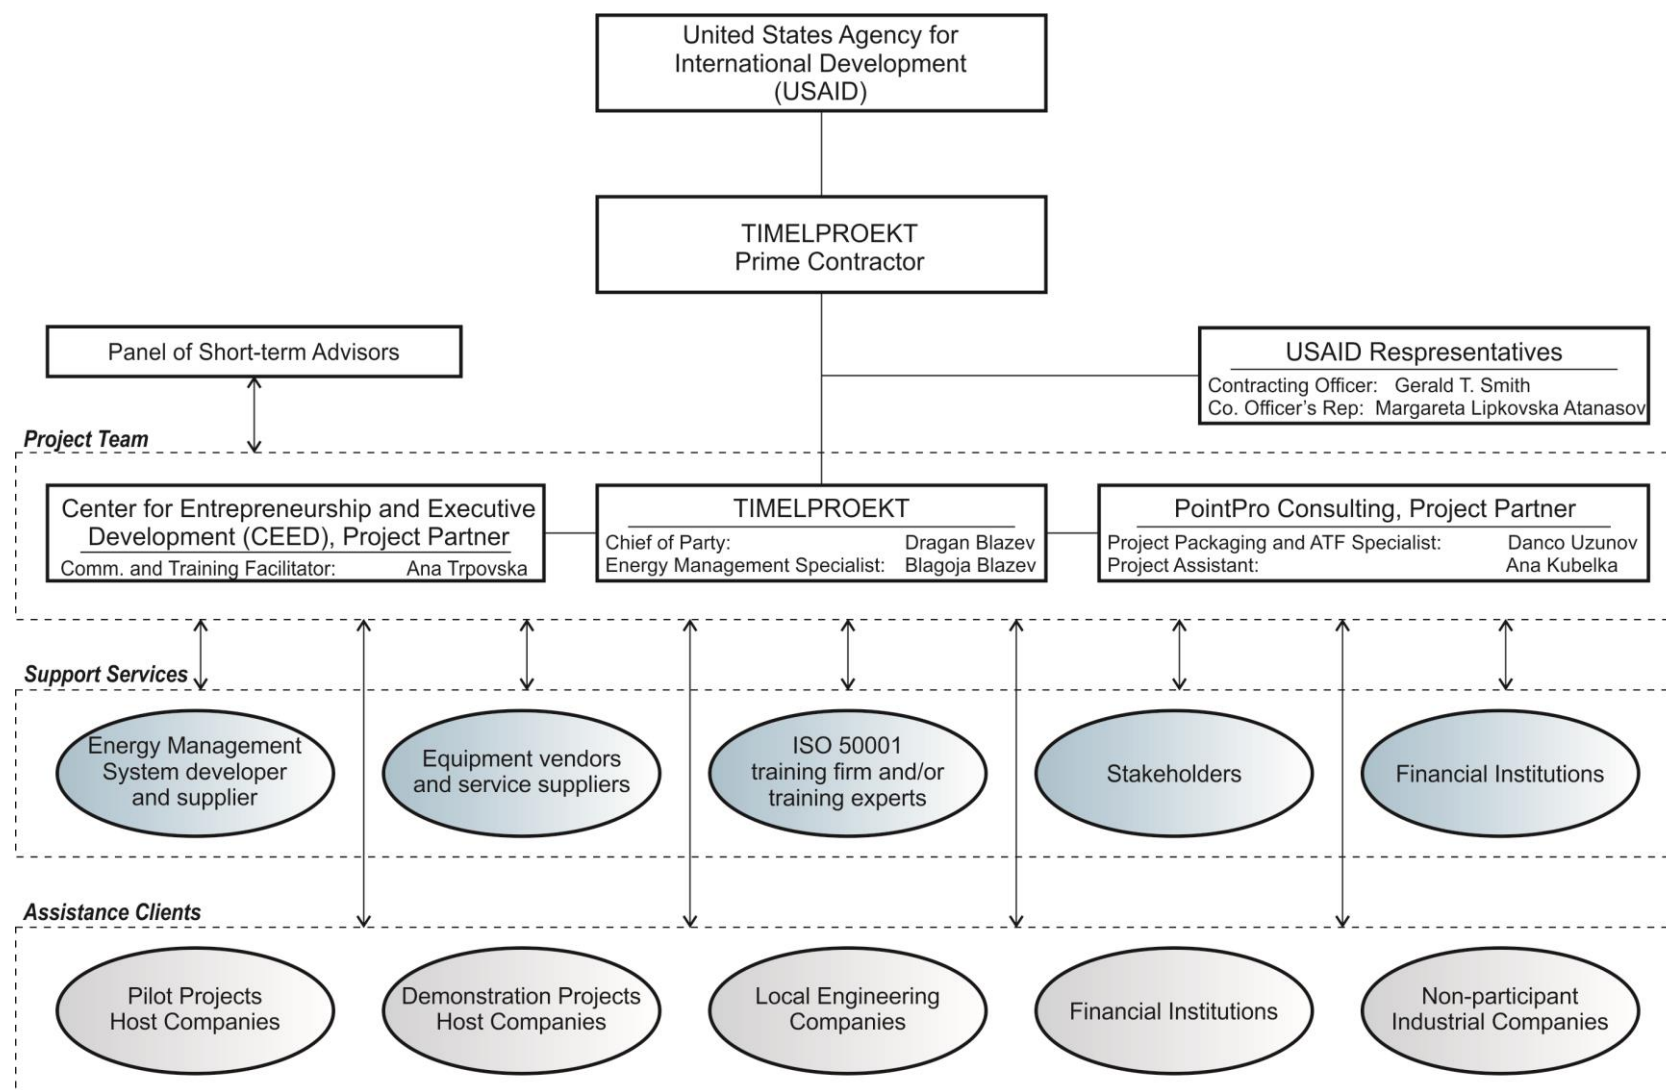 United States Agency for
International Development
(USAID)
TIMELPROEKT
Prime Contractor
Panel of Short-term Advisors
USAID Respresentatives
Contracting Officer: Gerald T. Smith
Co. Officer's Rep: Margareta Lipkovska Atanasov
Project Team
Center for Entrepreneurship and Executive
Development (CEED), Project Partner
Comm. and Training Facilitator: Ana Trpovska
TIMELPROEKT
Chief of Party: Dragan Blazev
Energy Management Specialist: Blagoja Blazev
PointPro Consulting, Project Partner
Project Packaging and ATF Specialist: Danco Uzunov
Project Assistant: Ana Kubelka
Support Services
Energy Management
System developer
and supplier
Equipment vendors
and service suppliers
ISO 50001
training firm and/or
training experts
Stakeholders
Financial Institutions
Assistance Clients
Pilot Projects
Host Companies
Demonstration Projects
Host Companies
Local Engineering
Companies
Financial Institutions
Non-participant
Industrial Companies